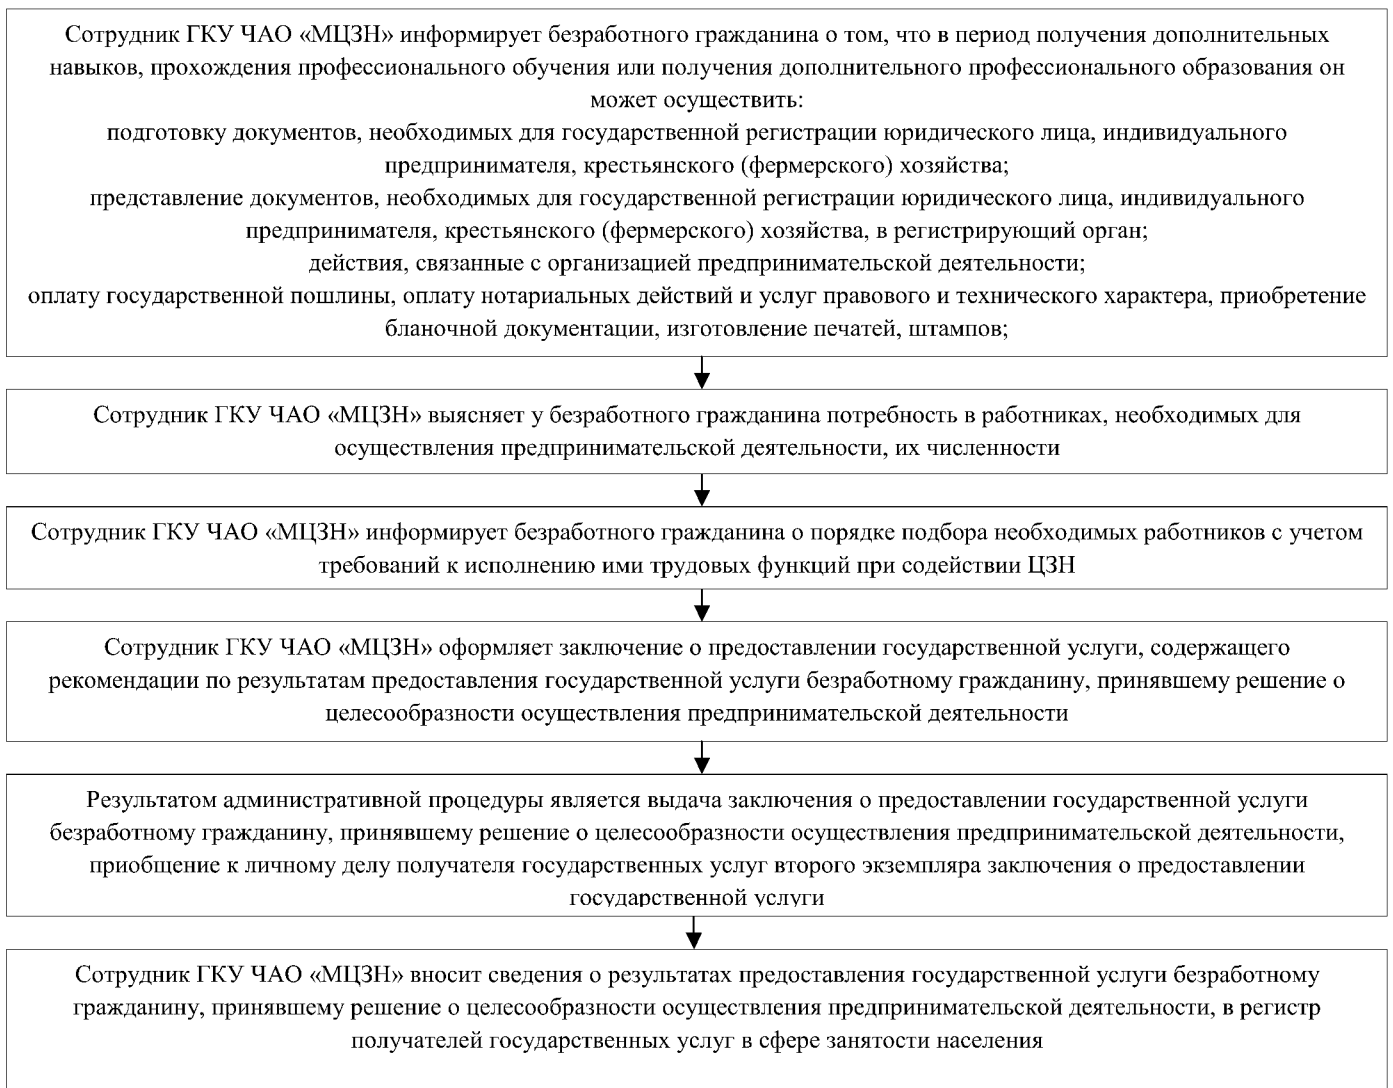 Сотрудник ГКУ ЧАО «МЦЗН» информирует безработного гражданина о том, что в период получения дополнительных
навыков, прохождения профессионального обучения или получения дополнительного профессионального образования он
может осуществить:
подготовку документов, необходимых для государственной регистрации юридического лица, индивидуального
предпринимателя, крестьянского (фермерского) хозяйства;
представление документов, необходимых для государственной регистрации юридического лица, индивидуального
предпринимателя, крестьянского (фермерского) хозяйства, в регистрирующий орган;
действия, связанные с организацией предпринимательской деятельности;
оплату государственной пошлины, оплату нотариальных действий и услуг правового и технического характера, приобретение
бланочной документации, изготовление печатей, штампов;
Сотрудник ГКУ ЧАО «МЦЗН» выясняет у безработного гражданина потребность в работниках, необходимых для
осуществления предпринимательской деятельности, их численности
Сотрудник ГКУ ЧАО «МЦЗН» информирует безработного гражданина о порядке подбора необходимых работников с учетом
требований к исполнению ими трудовых функций при содействии ЦЗН
Сотрудник ГКУ ЧАО «МЦЗН» оформляет заключение о предоставлении государственной услуги, содержащего
рекомендации по результатам предоставления государственной услуги безработному гражданину, принявшему решение о
целесообразности осуществления предпринимательской деятельности
Результатом административной процедуры является выдача заключения о предоставлении государственной услуги
безработному гражданину, принявшему решение о целесообразности осуществления предпринимательской деятельности,
приобщение к личному делу получателя государственных услуг второго экземпляра заключения о предоставлении
государственной услуги
Сотрудник ГКУ ЧАО «МЦЗН» вносит сведения о результатах предоставления государственной услуги безработному
гражданину, принявшему решение о целесообразности осуществления предпринимательской деятельности, в регистр
получателей государственных услуг в сфере занятости населения